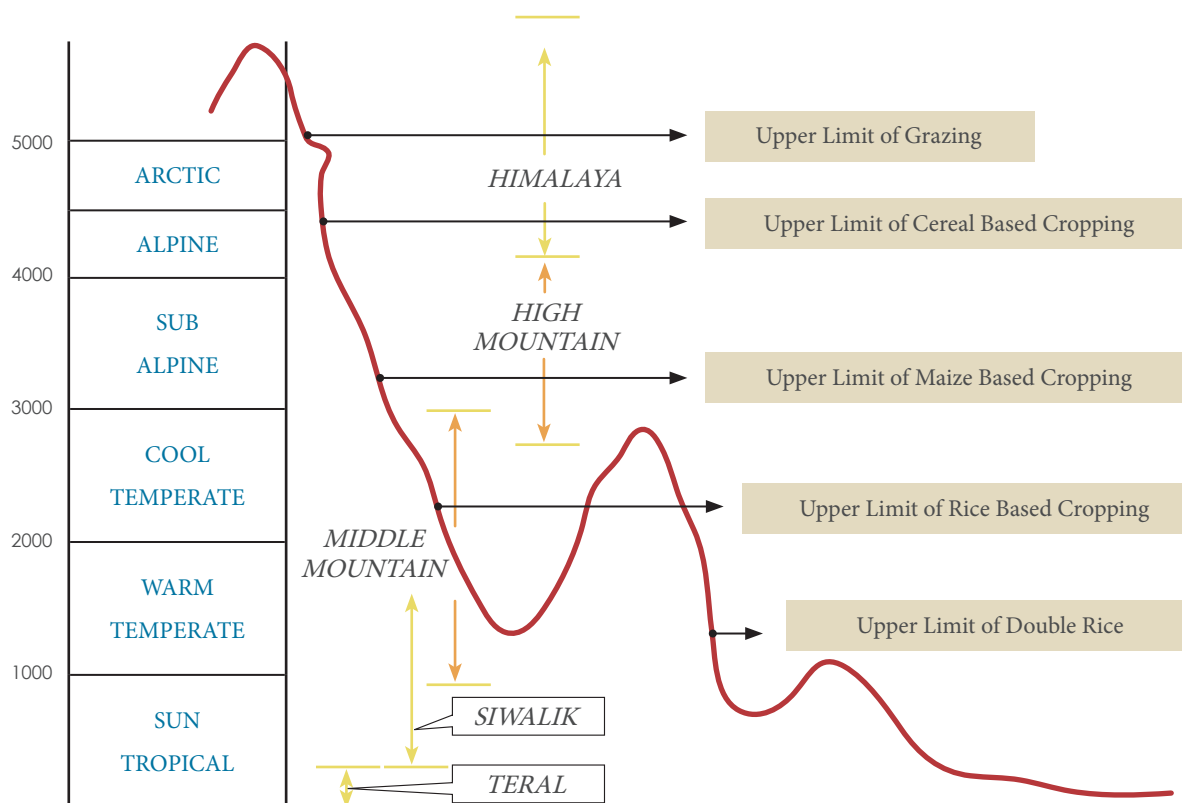 5000
ARCTIC
ALPINE
4000
SUB
ALPINE
3000
COOL
TEMPERATE
2000
WARM
TEMPERATE
1000
SUN
TROPICAL
HIMALAYA
HIGH
MOUNTAIN
MIDDLE
MOUNTAIN
SIWALIK
TERAL
Upper Limit of Grazing
Upper Limit of Cereal Based Cropping
Upper Limit of Maize Based Cropping
Upper Limit of Rice Based Cropping
Upper Limit of Double Rice